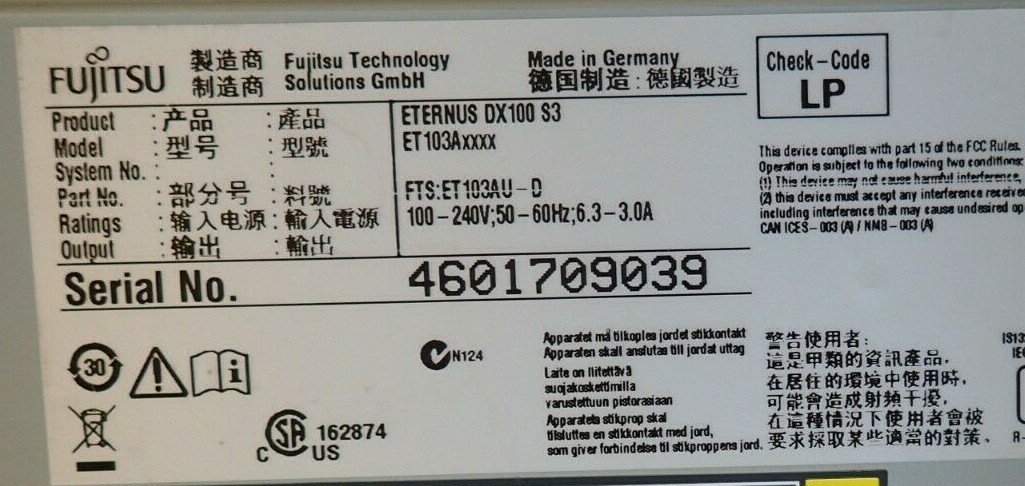 FUJITSU 製造商 Fujitsu Technology Made in Germany
制造商 Solutions GmbH 德国制造:德國製造
Check-Code
LP
Product :产品 :產品 ETERNUS DX100 S3
Model :型号 :型號 ET103Axxxx
System No. : :
Part No. :部分号 :料號 FTS:ET103AU-D
Ratings :输入电源:輸入電源 100-240V;50-60Hz;6.3-3.0A
Output :输出 :輸出
Serial No. 4601709039
This device complies with part 15 of the FCC Rules.
Operation is subject to the following two conditions:
(1) This device may not cause harmful interference,
(2) this device must accept any interference receive
including interference that may cause undesired op
CAN ICES-003 (A) / NMB-003 (A)
30
i
N124
162874
C US
Apparatet må tilkoples jordet stikkontakt
Apparaten skall anslutas till jordat uttag
Laite on liitettävä
suojakoskettimilla
varustettuun pistorasiaan
Apparatets stikprop skal
tilsluttes en stikkontakt med jord,
som giver forbindelse til stikproppens jord.
警告使用者:
這是甲類的資訊產品,
在居住的環境中使用時,
可能會造成射頻干擾,
在這種情況下使用者會被
要求採取某些適當的對策、
IS13
IE
R-